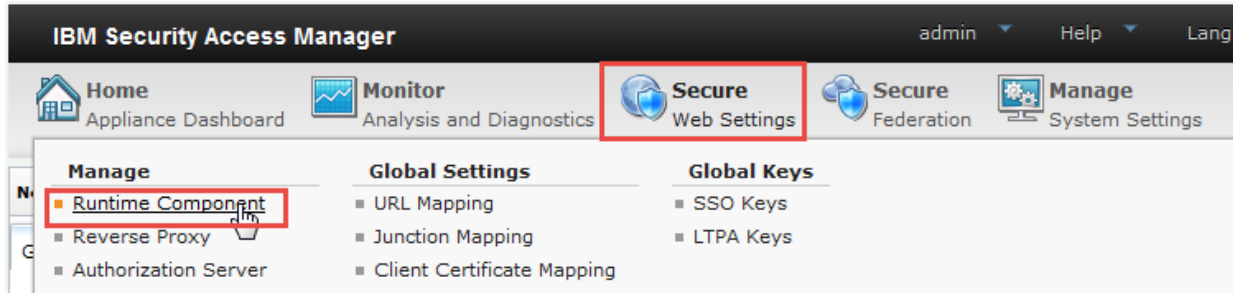 IBM Security Access Manager admin Help Lang
Home Monitor Secure Secure Manage
Appliance Dashboard Analysis and Diagnostics Web Settings Federation System Settings
Manage Global Settings Global Keys
Runtime Component URL Mapping SSO Keys
Reverse Proxy Junction Mapping LTPA Keys
Authorization Server Client Certificate Mapping